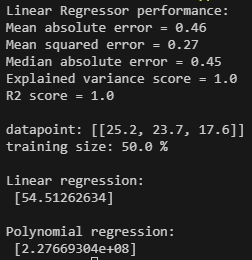 Linear Regressor performance:
Mean absolute error = 0.46
Mean squared error = 0.27
Median absolute error = 0.45
Explained variance score = 1.0
R2 score = 1.0
datapoint: [[25.2, 23.7, 17.6]]
training size: 50.0 %
Linear regression:
[54.51262634]
Polynomial regression:
[2.27669304e+08]